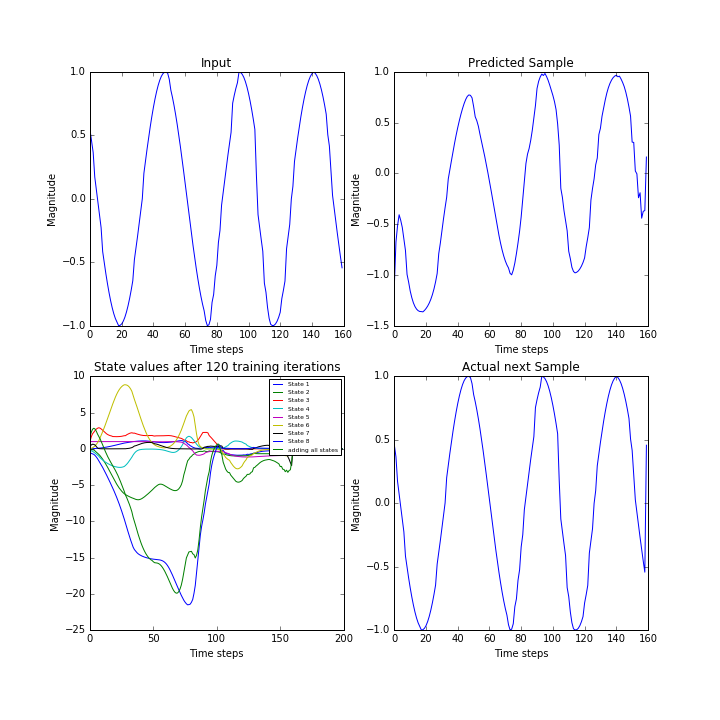 Input
Predicted Sample
1.0
0.5
0.0
−0.5
−1.0
Magnitude
0 20 40 60 80 100 120 140 160
Time steps
1.0
0.5
0.0
−0.5
−1.0
−1.5
Magnitude
0 20 40 60 80 100 120 140 160
Time steps
State values after 120 training iterations
Actual next Sample
10
5
0
−5
−10
−15
−20
−25
Magnitude
0 50 100 150 200
Time steps
State 1
State 2
State 3
State 4
State 5
State 6
State 7
State 8
adding all states
1.0
0.5
0.0
−0.5
−1.0
Magnitude
0 20 40 60 80 100 120 140 160
Time steps